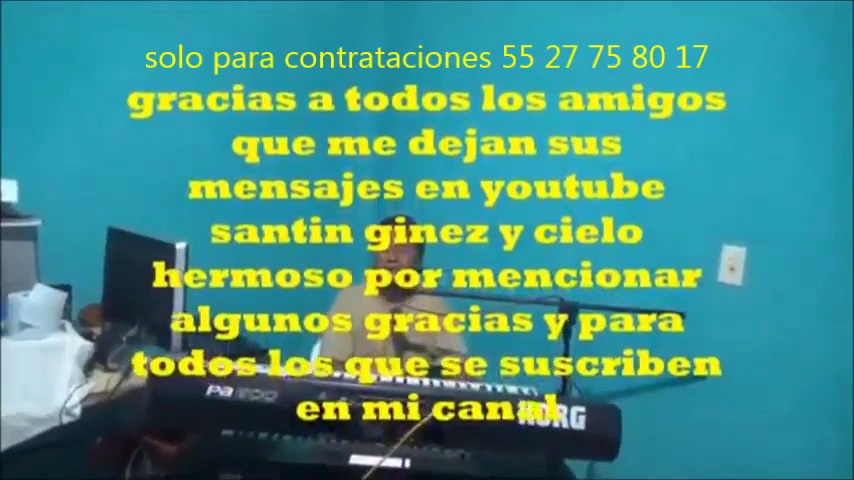 solo para contrataciones 55 27 75 80 17
gracias a todos los amigos
que me dejan sus
mensajes en youtube
santin ginez y cielo
hermoso por mencionar
algunos gracias y para
todos los que se suscriben
en mi canal
KORG